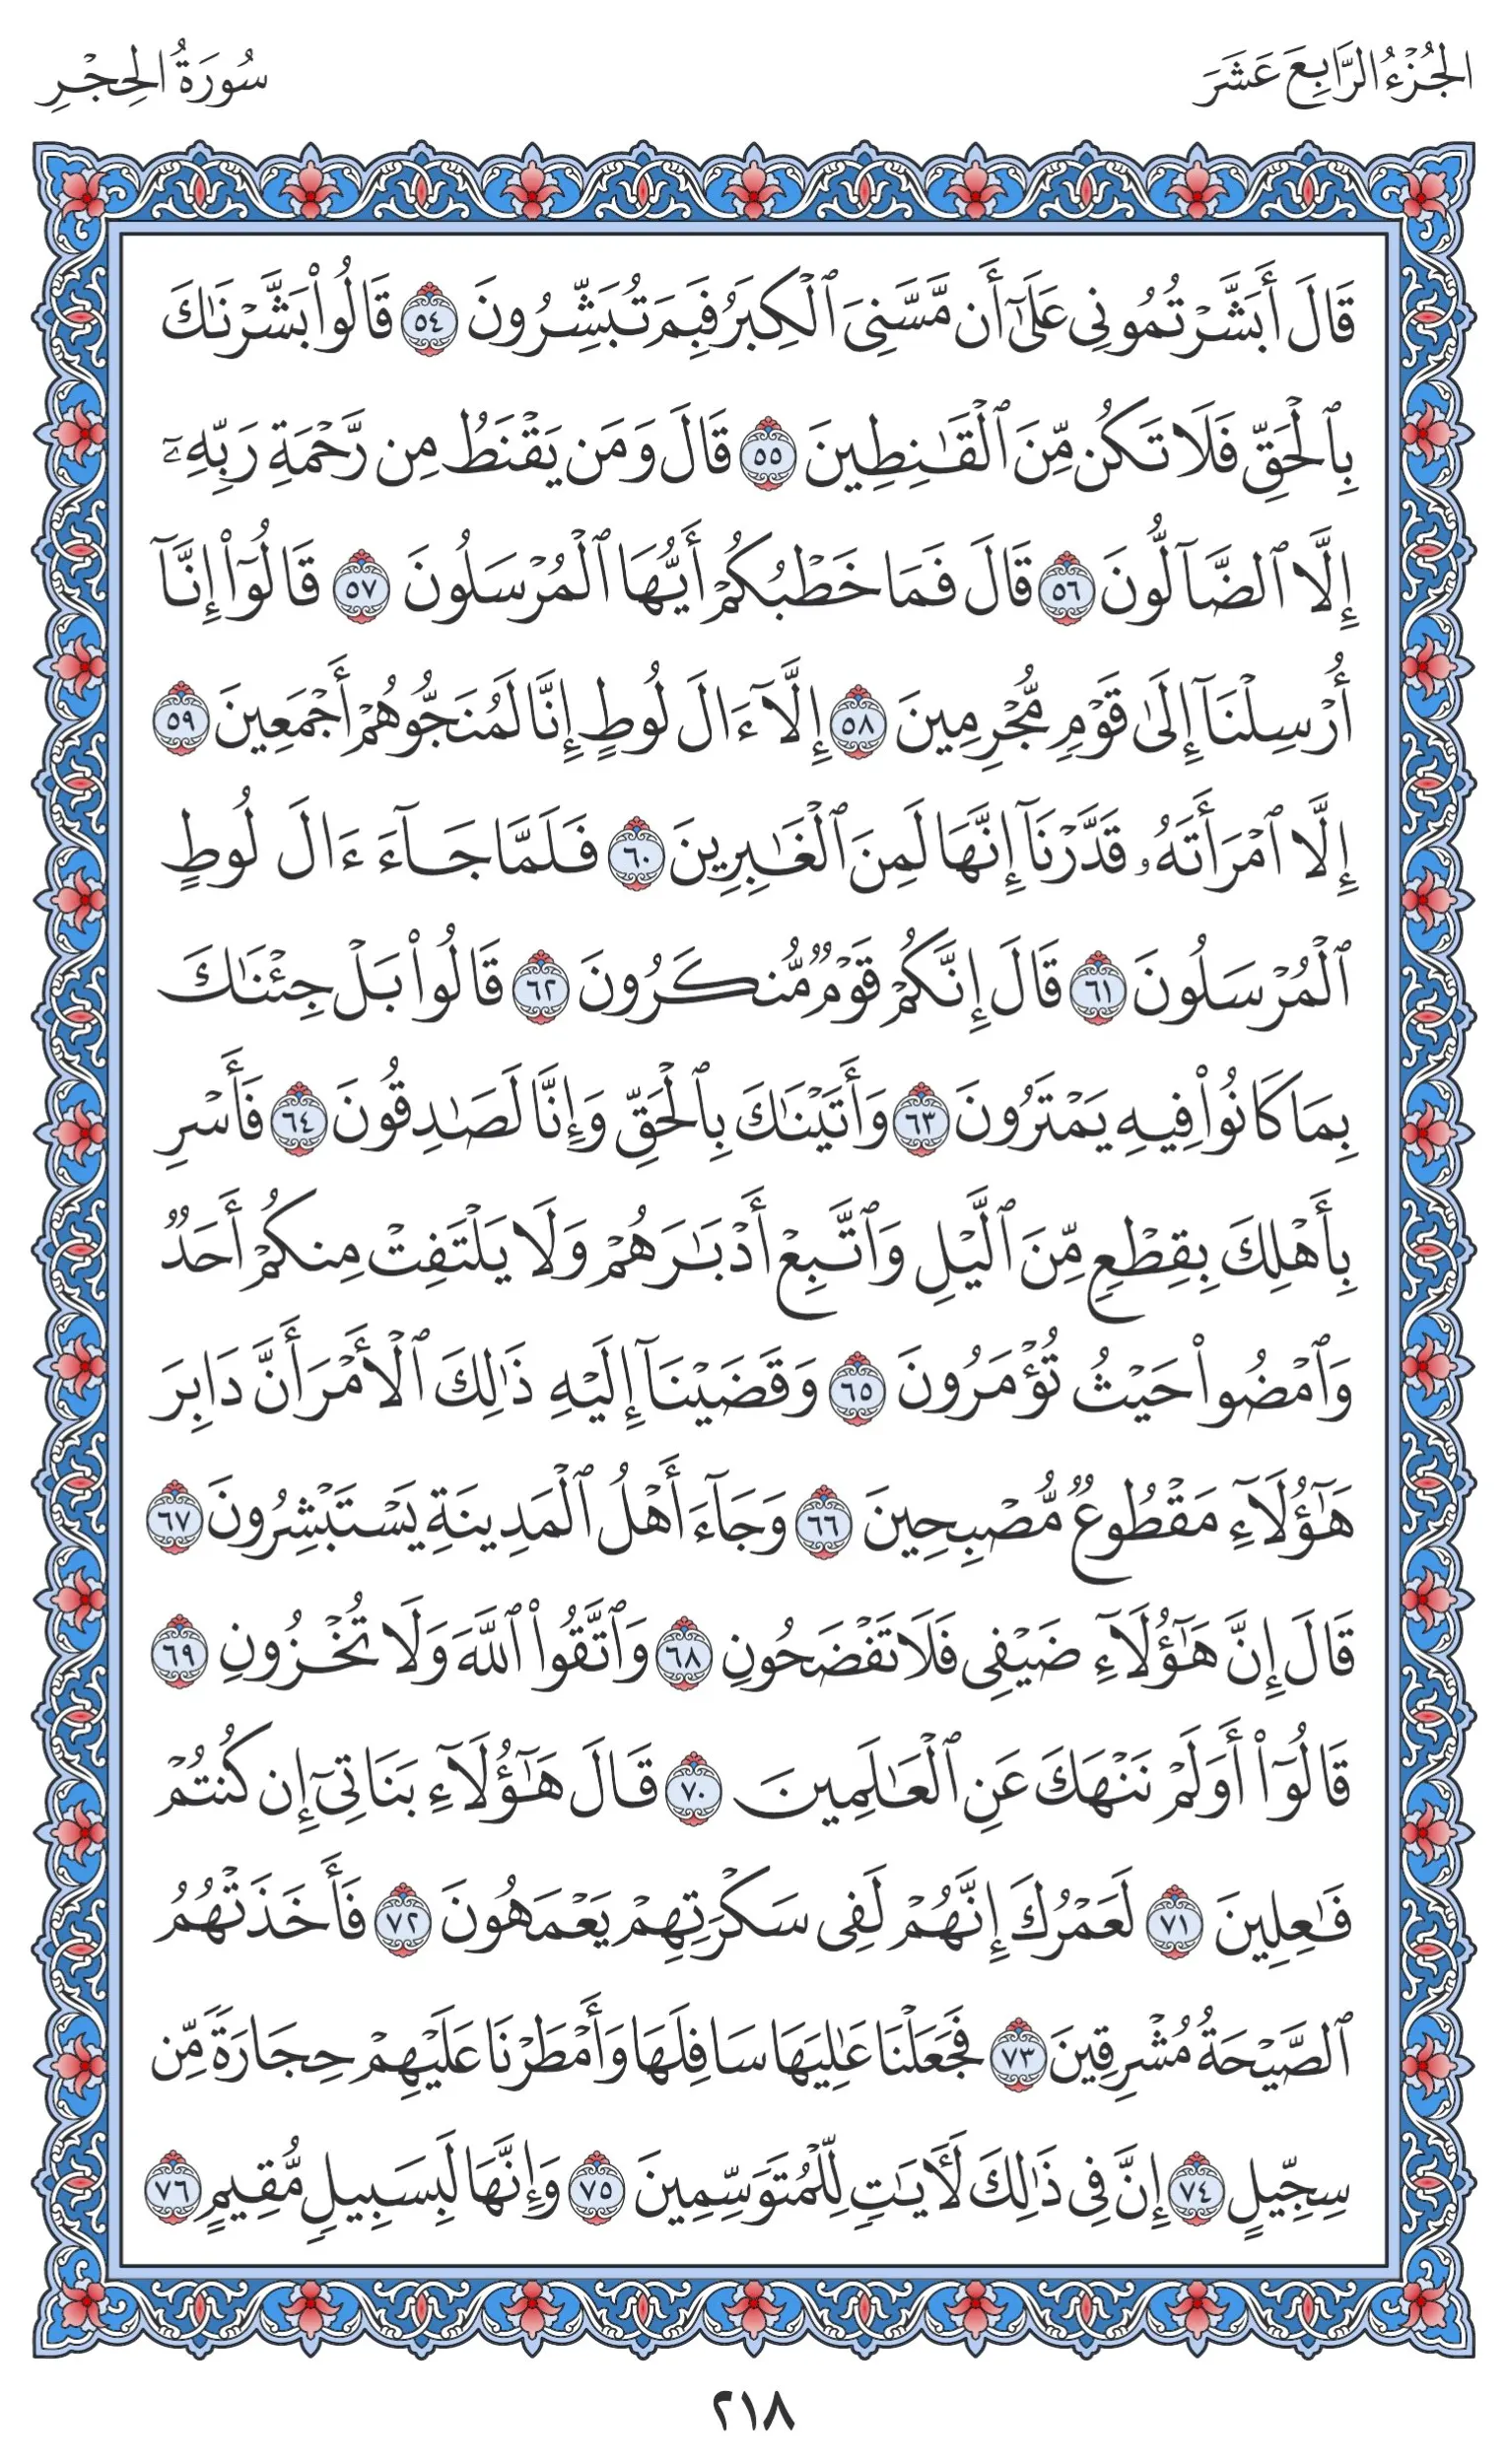 الجُزْءُ الرَّابِعَ عَشَرَ
سُورَةُ الحِجْرِ
قَالَ أَبَشَّرْتُمُونِى عَلَىٰٓ أَن مَّسَّنِىَ ٱلْكِبَرُ فَبِمَ تُبَشِّرُونَ ٥٤ قَالُوا۟ بَشَّرْنَٰكَ
بِٱلْحَقِّ فَلَا تَكُن مِّنَ ٱلْقَٰنِطِينَ ٥٥ قَالَ وَمَن يَقْنَطُ مِن رَّحْمَةِ رَبِّهِۦٓ
إِلَّا ٱلضَّآلُّونَ ٥٦ قَالَ فَمَا خَطْبُكُمْ أَيُّهَا ٱلْمُرْسَلُونَ ٥٧ قَالُوٓا۟ إِنَّآ
أُرْسِلْنَآ إِلَىٰ قَوْمٍ مُّجْرِمِينَ ٥٨ إِلَّآ ءَالَ لُوطٍ إِنَّا لَمُنَجُّوهُمْ أَجْمَعِينَ ٥٩
إِلَّا ٱمْرَأَتَهُۥ قَدَّرْنَآ إِنَّهَا لَمِنَ ٱلْغَٰبِرِينَ ٦٠ فَلَمَّا جَآءَ ءَالَ لُوطٍ
ٱلْمُرْسَلُونَ ٦١ قَالَ إِنَّكُمْ قَوْمٌ مُّنكَرُونَ ٦٢ قَالُوا۟ بَلْ جِئْنَٰكَ
بِمَا كَانُوا۟ فِيهِ يَمْتَرُونَ ٦٣ وَأَتَيْنَٰكَ بِٱلْحَقِّ وَإِنَّا لَصَٰدِقُونَ ٦٤ فَأَسْرِ
بِأَهْلِكَ بِقِطْعٍ مِّنَ ٱلَّيْلِ وَٱتَّبِعْ أَدْبَٰرَهُمْ وَلَا يَلْتَفِتْ مِنكُمْ أَحَدٌ
وَٱمْضُوا۟ حَيْثُ تُؤْمَرُونَ ٦٥ وَقَضَيْنَآ إِلَيْهِ ذَٰلِكَ ٱلْأَمْرَ أَنَّ دَابِرَ
هَٰٓؤُلَآءِ مَقْطُوعٌ مُّصْبِحِينَ ٦٦ وَجَآءَ أَهْلُ ٱلْمَدِينَةِ يَسْتَبْشِرُونَ ٦٧
قَالَ إِنَّ هَٰٓؤُلَآءِ ضَيْفِى فَلَا تَفْضَحُونِ ٦٨ وَٱتَّقُوا۟ ٱللَّهَ وَلَا تُخْزُونِ ٦٩
قَالُوٓا۟ أَوَلَمْ نَنْهَكَ عَنِ ٱلْعَٰلَمِينَ ٧٠ قَالَ هَٰٓؤُلَآءِ بَنَاتِىٓ إِن كُنتُمْ
فَٰعِلِينَ ٧١ لَعَمْرُكَ إِنَّهُمْ لَفِى سَكْرَتِهِمْ يَعْمَهُونَ ٧٢ فَأَخَذَتْهُمُ
ٱلصَّيْحَةُ مُشْرِقِينَ ٧٣ فَجَعَلْنَا عَٰلِيَهَا سَافِلَهَا وَأَمْطَرْنَا عَلَيْهِمْ حِجَارَةً مِّن
سِجِّيلٍ ٧٤ إِنَّ فِى ذَٰلِكَ لَءَايَٰتٍ لِّلْمُتَوَسِّمِينَ ٧٥ وَإِنَّهَا لَبِسَبِيلٍ مُّقِيمٍ ٧٦
٢١٨